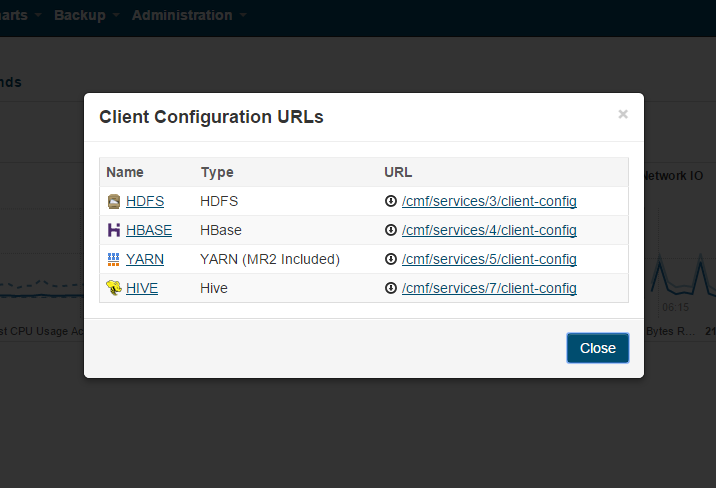 arts Backup Administration
nds
Client Configuration URLs
×
Name Type URL
HDFS HDFS /cmf/services/3/client-config
HBASE HBase /cmf/services/4/client-config
YARN YARN (MR2 Included) /cmf/services/5/client-config
HIVE Hive /cmf/services/7/client-config
Network IO
06:15
st CPU Usage Ac
Bytes R... 21
Close